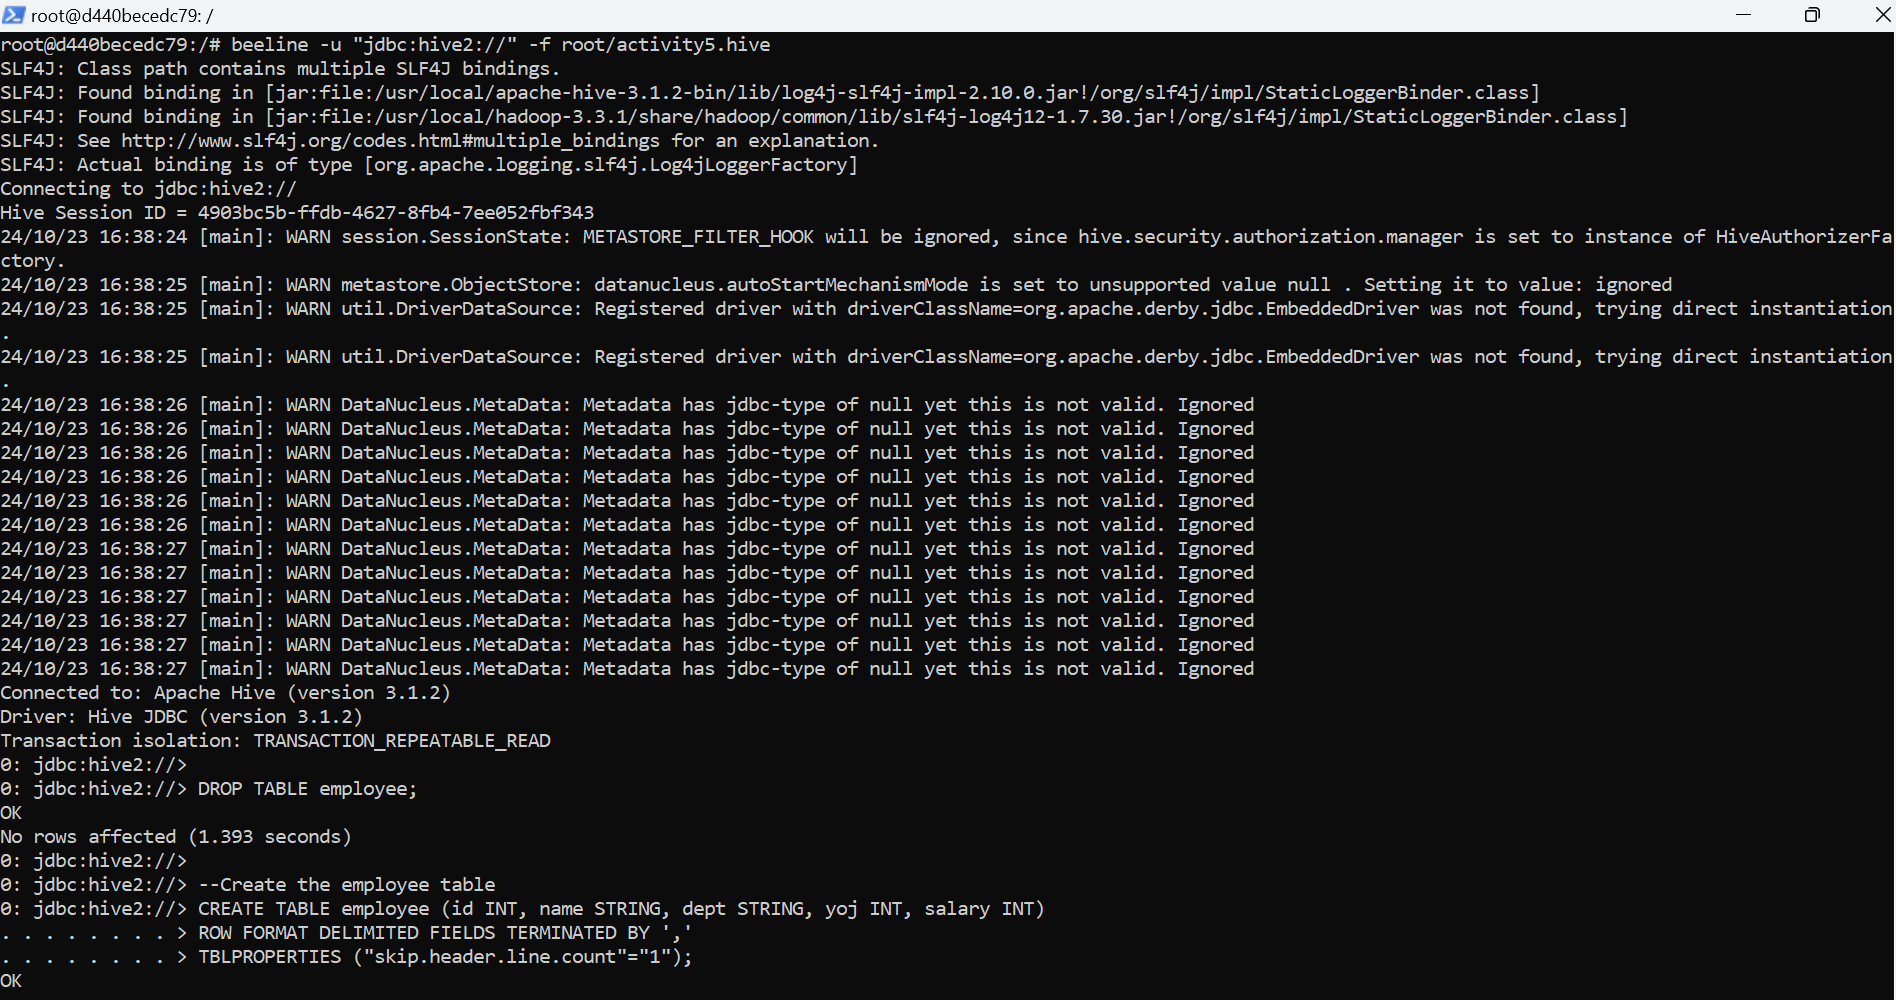 root@d440becedc79: /
root@d440becedc79:/# beeline -u "jdbc:hive2://" -f root/activity5.hive
SLF4J: Class path contains multiple SLF4J bindings.
SLF4J: Found binding in [jar:file:/usr/local/apache-hive-3.1.2-bin/lib/log4j-slf4j-impl-2.10.0.jar!/org/slf4j/impl/StaticLoggerBinder.class]
SLF4J: Found binding in [jar:file:/usr/local/hadoop-3.3.1/share/hadoop/common/lib/slf4j-log4j12-1.7.30.jar!/org/slf4j/impl/StaticLoggerBinder.class]
SLF4J: See http://www.slf4j.org/codes.html#multiple_bindings for an explanation.
SLF4J: Actual binding is of type [org.apache.logging.slf4j.Log4jLoggerFactory]
Connecting to jdbc:hive2://
Hive Session ID = 4903bc5b-ffdb-4627-8fb4-7ee052fbf343
24/10/23 16:38:24 [main]: WARN session.SessionState: METASTORE_FILTER_HOOK will be ignored, since hive.security.authorization.manager is set to instance of HiveAuthorizerFa
ctory.
24/10/23 16:38:25 [main]: WARN metastore.ObjectStore: datanucleus.autoStartMechanismMode is set to unsupported value null . Setting it to value: ignored
24/10/23 16:38:25 [main]: WARN util.DriverDataSource: Registered driver with driverClassName=org.apache.derby.jdbc.EmbeddedDriver was not found, trying direct instantiation
.
24/10/23 16:38:25 [main]: WARN util.DriverDataSource: Registered driver with driverClassName=org.apache.derby.jdbc.EmbeddedDriver was not found, trying direct instantiation
.
24/10/23 16:38:26 [main]: WARN DataNucleus.MetaData: Metadata has jdbc-type of null yet this is not valid. Ignored
24/10/23 16:38:26 [main]: WARN DataNucleus.MetaData: Metadata has jdbc-type of null yet this is not valid. Ignored
24/10/23 16:38:26 [main]: WARN DataNucleus.MetaData: Metadata has jdbc-type of null yet this is not valid. Ignored
24/10/23 16:38:26 [main]: WARN DataNucleus.MetaData: Metadata has jdbc-type of null yet this is not valid. Ignored
24/10/23 16:38:26 [main]: WARN DataNucleus.MetaData: Metadata has jdbc-type of null yet this is not valid. Ignored
24/10/23 16:38:26 [main]: WARN DataNucleus.MetaData: Metadata has jdbc-type of null yet this is not valid. Ignored
24/10/23 16:38:27 [main]: WARN DataNucleus.MetaData: Metadata has jdbc-type of null yet this is not valid. Ignored
24/10/23 16:38:27 [main]: WARN DataNucleus.MetaData: Metadata has jdbc-type of null yet this is not valid. Ignored
24/10/23 16:38:27 [main]: WARN DataNucleus.MetaData: Metadata has jdbc-type of null yet this is not valid. Ignored
24/10/23 16:38:27 [main]: WARN DataNucleus.MetaData: Metadata has jdbc-type of null yet this is not valid. Ignored
24/10/23 16:38:27 [main]: WARN DataNucleus.MetaData: Metadata has jdbc-type of null yet this is not valid. Ignored
24/10/23 16:38:27 [main]: WARN DataNucleus.MetaData: Metadata has jdbc-type of null yet this is not valid. Ignored
Connected to: Apache Hive (version 3.1.2)
Driver: Hive JDBC (version 3.1.2)
Transaction isolation: TRANSACTION_REPEATABLE_READ
0: jdbc:hive2://>
0: jdbc:hive2://> DROP TABLE employee;
OK
No rows affected (1.393 seconds)
0: jdbc:hive2://>
0: jdbc:hive2://> --Create the employee table
0: jdbc:hive2://> CREATE TABLE employee (id INT, name STRING, dept STRING, yoj INT, salary INT)
. . . . . . . . > ROW FORMAT DELIMITED FIELDS TERMINATED BY ','
. . . . . . . . > TBLPROPERTIES ("skip.header.line.count"="1");
OK